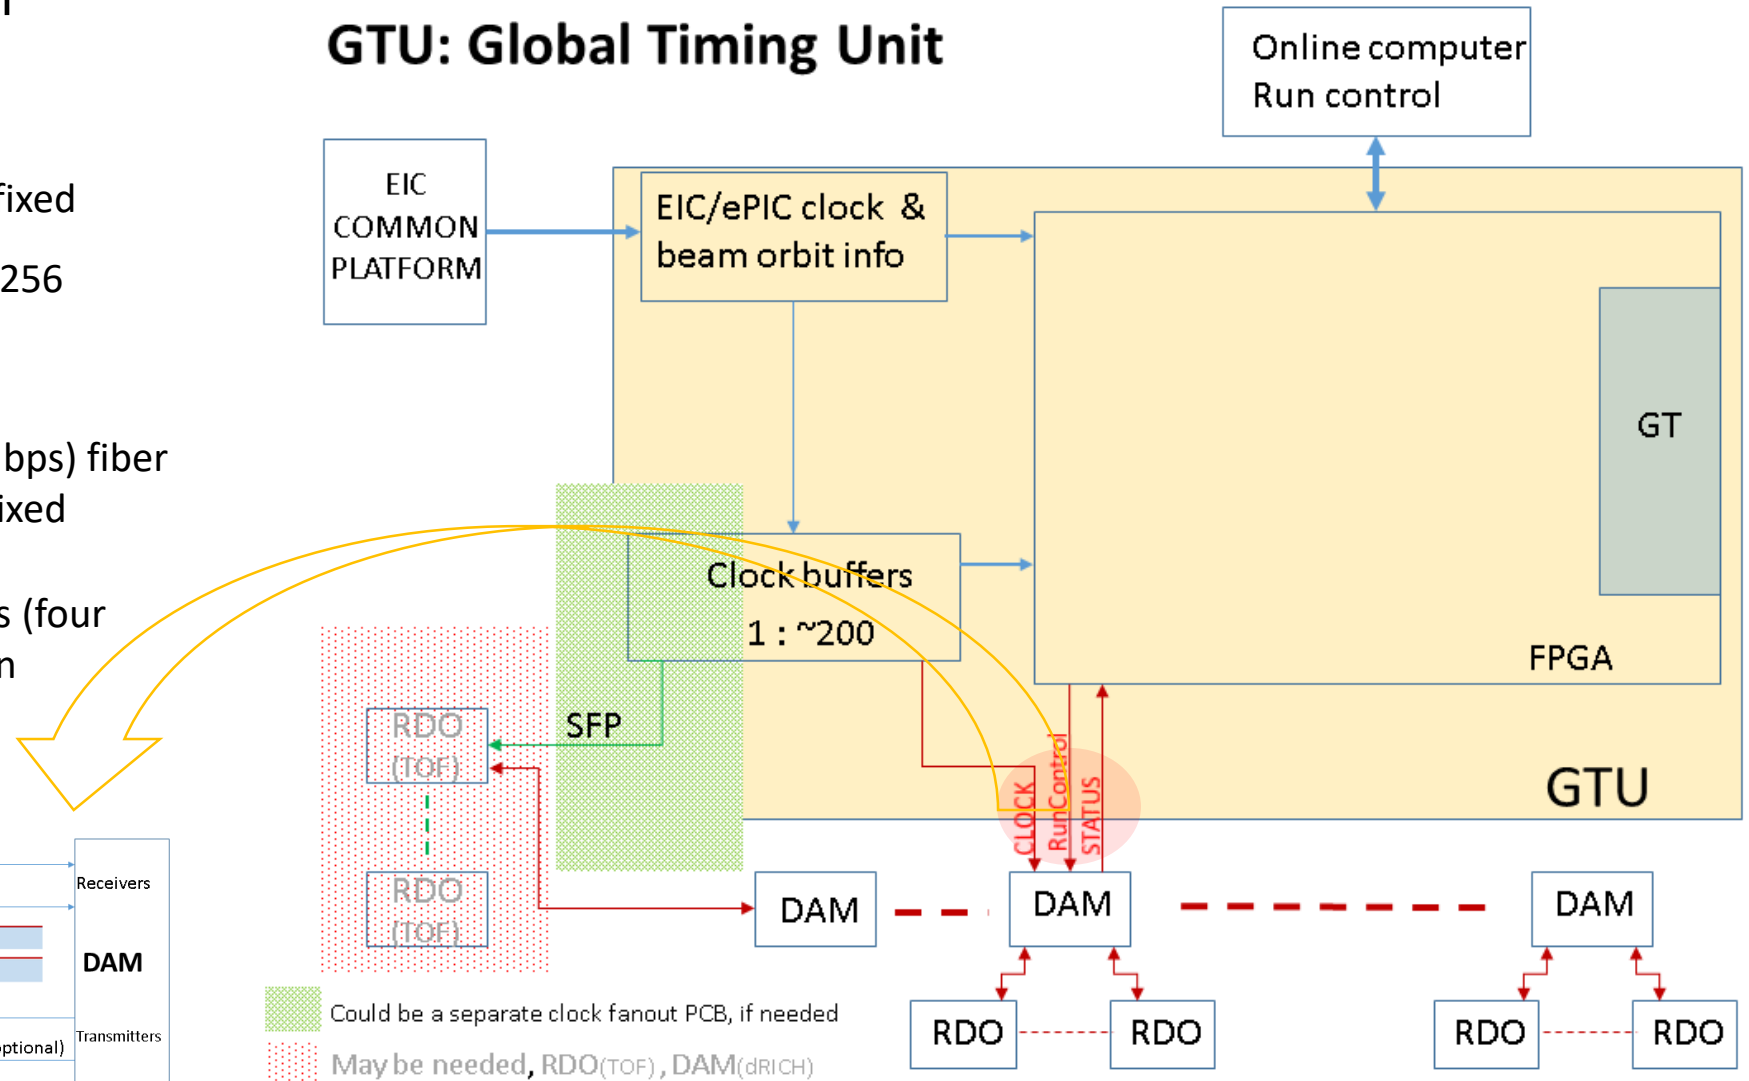 GTU: Global Timing Unit
Online computer
Run control
EIC
COMMON
PLATFORM
EIC/ePIC clock &
beam orbit info
fixed
256
GT
bps) fiber
ixed
Clock buffers
1 : ~200
s (four
n
FPGA
SFP
RDO
(TOF)
RDO
(TOF)
CLOCK
RunControl
STATUS
GTU
DAM
DAM
DAM
RDO
RDO
RDO
RDO
Receivers
DAM
Transmitters
ptional)
Could be a separate clock fanout PCB, if needed
May be needed, RDO(TOF), DAM(dRICH)